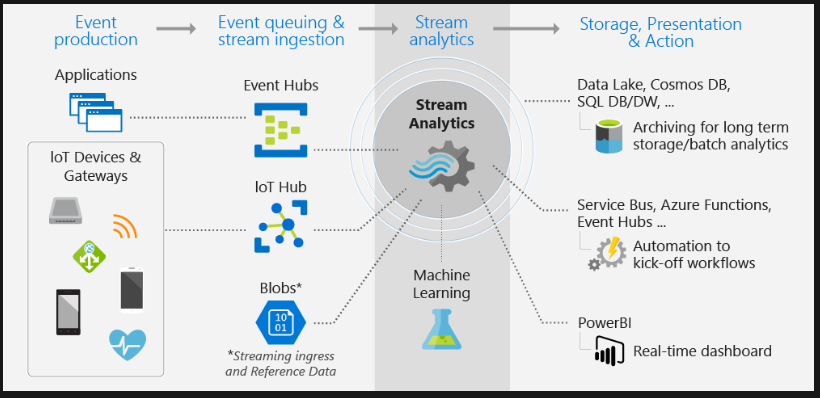 Event
production
Event queuing &
stream ingestion
Stream
analytics
Storage, Presentation
& Action
Applications
IoT Devices &
Gateways
Event Hubs
IoT Hub
Blobs*
10
01
*Streaming ingress
and Reference Data
Stream
Analytics
Machine
Learning
Data Lake, Cosmos DB,
SQL DB/DW, ...
Archiving for long term
storage/batch analytics
Service Bus, Azure Functions,
Event Hubs ...
Automation to
kick-off workflows
PowerBI
Real-time dashboard